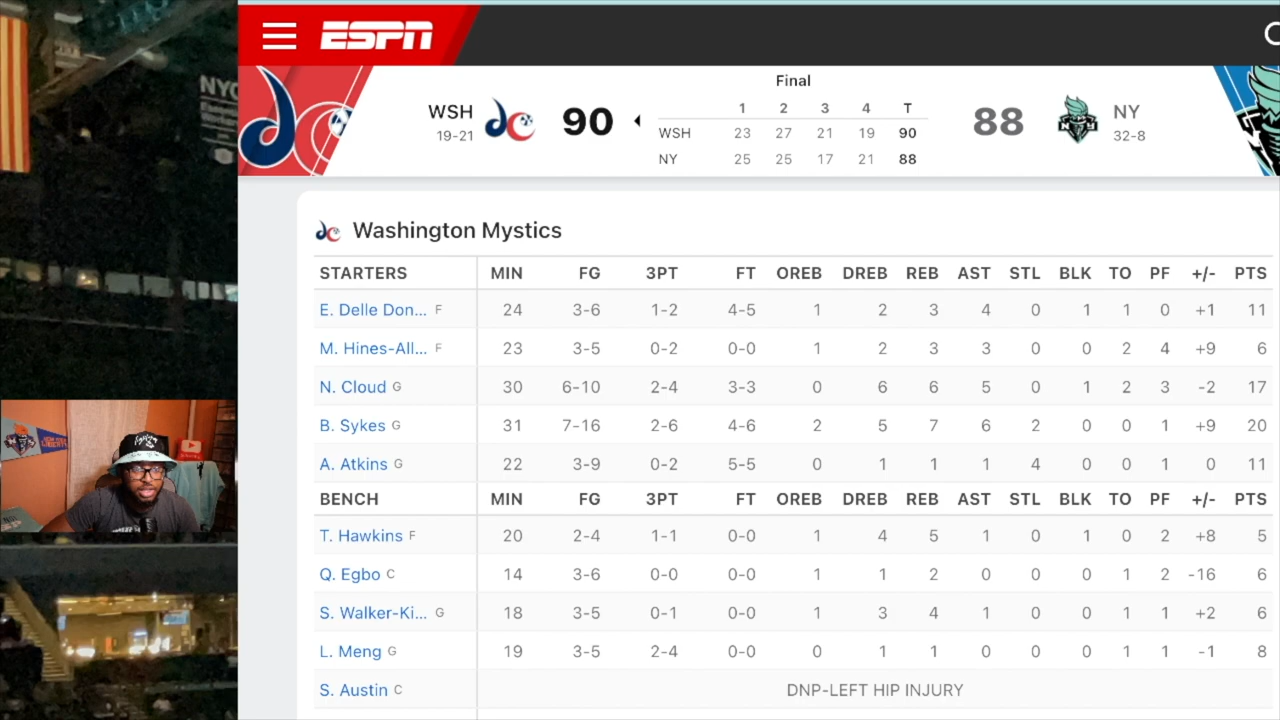 ESPN
Final
WSH 90 1 2 3 4 T 88 NY
19-21 WSH 23 27 21 19 90 32-8
NY 25 25 17 21 88
NYC
Washington Mystics
STARTERS MIN FG 3PT FT OREB DREB REB AST STL BLK TO PF +/- PTS
E. Delle Don... F 24 3-6 1-2 4-5 1 2 3 4 0 1 1 0 +1 11
M. Hines-All... F 23 3-5 0-2 0-0 1 2 3 3 0 0 2 4 +9 6
N. Cloud G 30 6-10 2-4 3-3 0 6 6 5 0 1 2 3 -2 17
B. Sykes G 31 7-16 2-6 4-6 2 5 7 6 2 0 0 1 +9 20
A. Atkins G 22 3-9 0-2 5-5 0 1 1 1 4 0 0 1 0 11
BENCH MIN FG 3PT FT OREB DREB REB AST STL BLK TO PF +/- PTS
T. Hawkins F 20 2-4 1-1 0-0 1 4 5 1 0 1 0 2 +8 5
Q. Egbo C 14 3-6 0-0 0-0 1 1 2 0 0 0 1 2 -16 6
S. Walker-Ki... G 18 3-5 0-1 0-0 1 3 4 1 0 0 1 1 +2 6
L. Meng G 19 3-5 2-4 0-0 0 1 1 0 0 0 1 1 -1 8
S. Austin C DNP-LEFT HIP INJURY